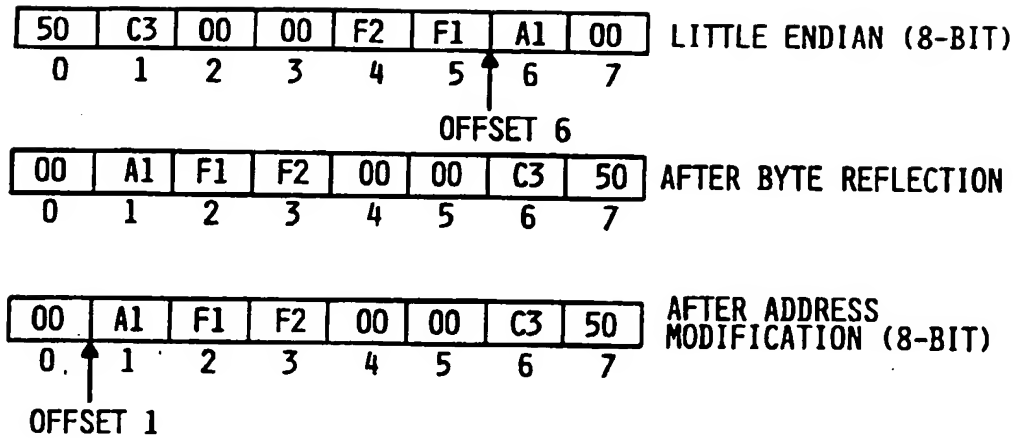 50 C3 00 00 F2 F1 A1 00 LITTLE ENDIAN (8-BIT)
0 1 2 3 4 5 6 7
OFFSET 6
00 A1 F1 F2 00 00 C3 50 AFTER BYTE REFLECTION
0 1 2 3 4 5 6 7
00 A1 F1 F2 00 00 C3 50 AFTER ADDRESS
MODIFICATION (8-BIT)
0. 1 2 3 4 5 6 7
OFFSET 1